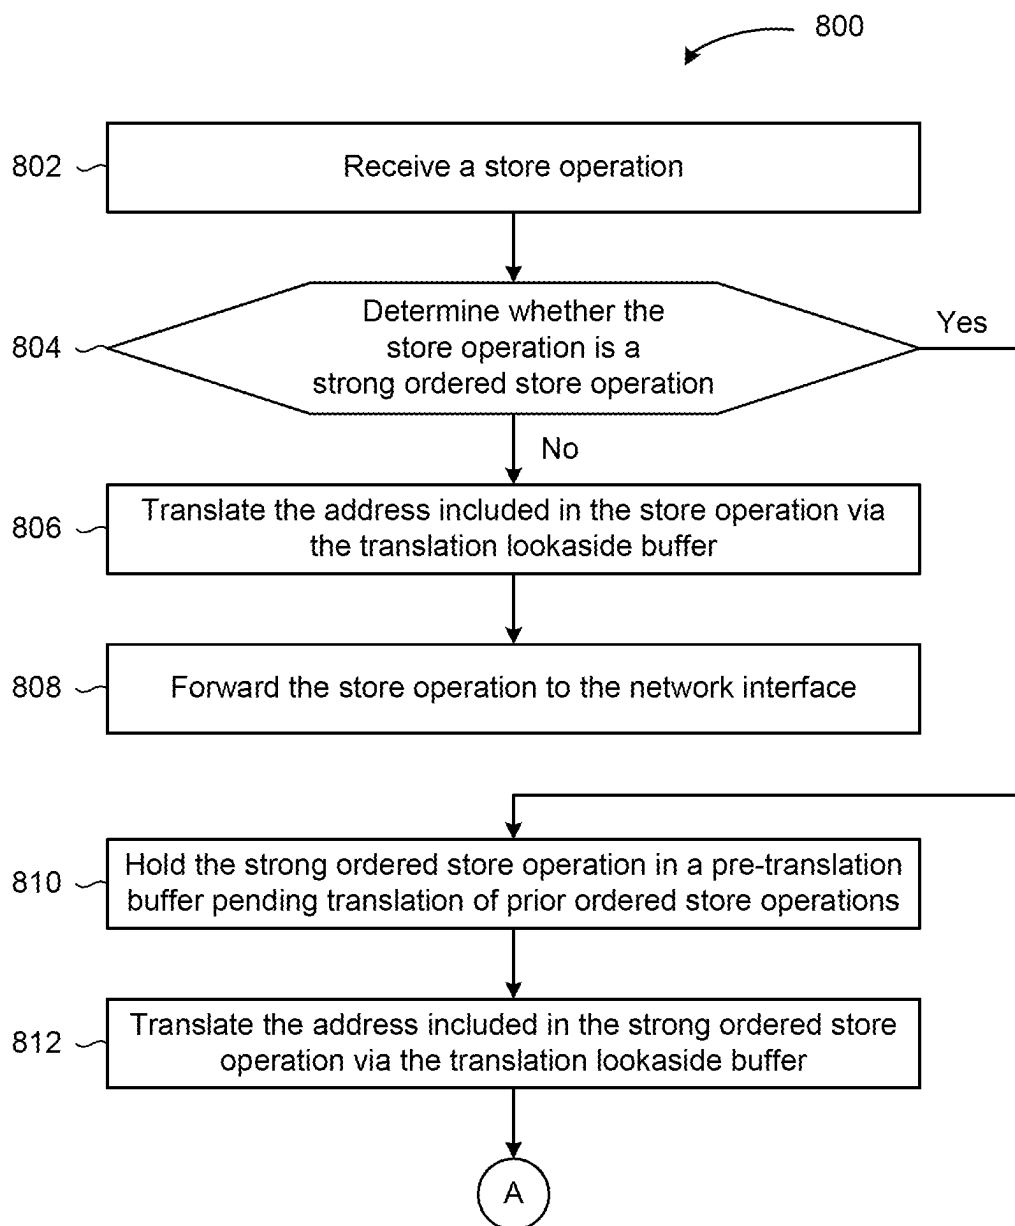 800
802
Receive a store operation
804
Determine whether the
store operation is a
strong ordered store operation
Yes
No
806
Translate the address included in the store operation via
the translation lookaside buffer
808
Forward the store operation to the network interface
810
Hold the strong ordered store operation in a pre-translation
buffer pending translation of prior ordered store operations
812
Translate the address included in the strong ordered store
operation via the translation lookaside buffer
A